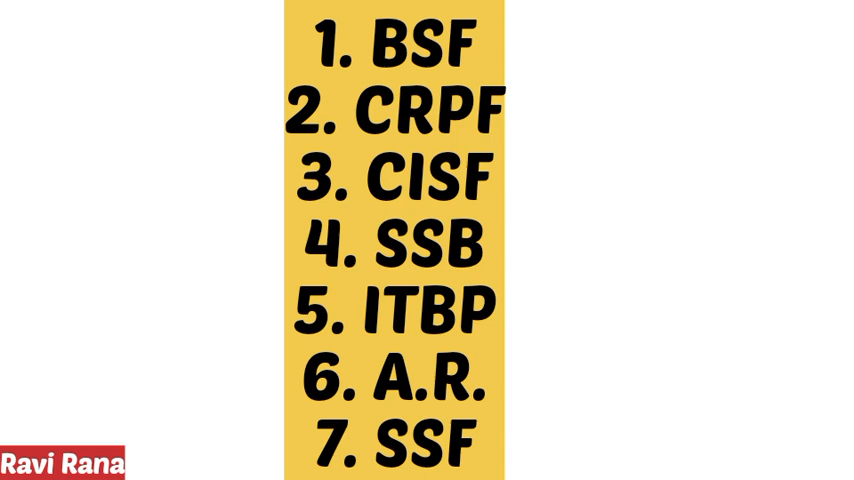 1. BSF
2. CRPF
3. CISF
4. SSB
5. ITBP
6. A.R.
7. SSF
Ravi Rana